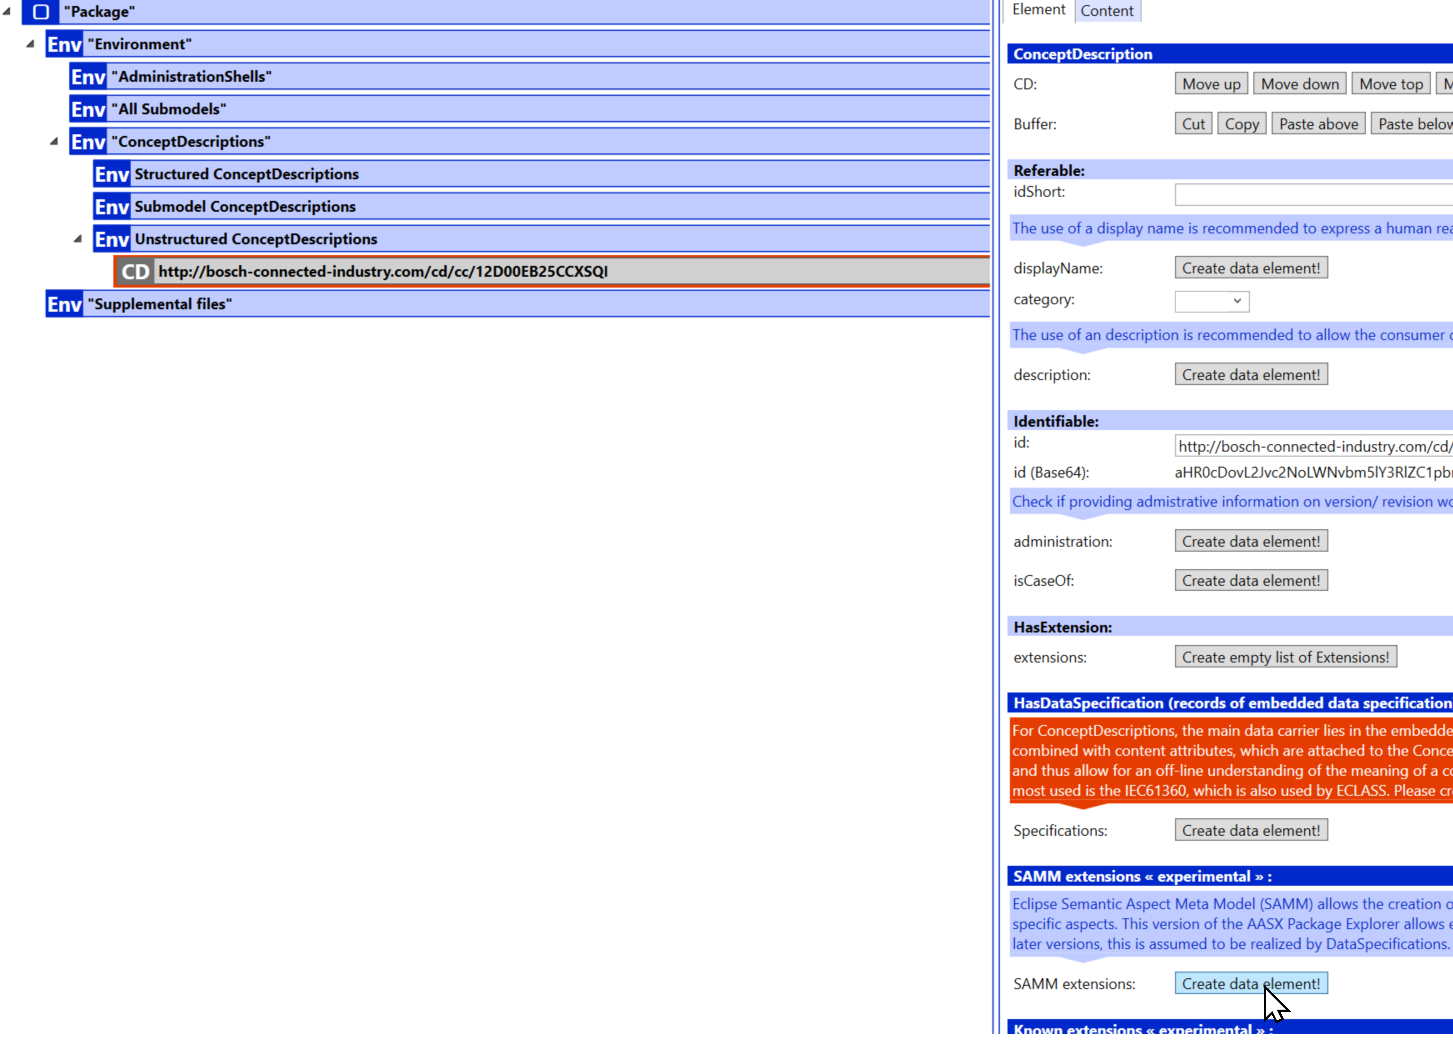 "Package"
Env "Environment"
Env "AdministrationShells"
Env "All Submodels"
Env "ConceptDescriptions"
Env Structured ConceptDescriptions
Env Submodel ConceptDescriptions
Env Unstructured ConceptDescriptions
CD http://bosch-connected-industry.com/cd/cc/12D00EB25CCXSQI
Env "Supplemental files"
Element Content
ConceptDescription
CD: Move up Move down Move top M
Buffer: Cut Copy Paste above Paste below
Referable:
idShort:
The use of a display name is recommended to express a human rea
displayName: Create data element!
category:
The use of an description is recommended to allow the consumer
description: Create data element!
Identifiable:
id: http://bosch-connected-industry.com/cd/
id (Base64): aHR0cDovL2Jvc2NoLWNvbm5lY3RlZC1pbm
Check if providing admistrative information on version/ revision wo
administration: Create data element!
isCaseOf: Create data element!
HasExtension:
extensions: Create empty list of Extensions!
HasDataSpecification (records of embedded data specification
For ConceptDescriptions, the main data carrier lies in the embedde
combined with content attributes, which are attached to the Conce
and thus allow for an off-line understanding of the meaning of a co
most used is the IEC61360, which is also used by ECLASS. Please cr
Specifications: Create data element!
SAMM extensions « experimental » :
Eclipse Semantic Aspect Meta Model (SAMM) allows the creation o
specific aspects. This version of the AASX Package Explorer allows e
later versions, this is assumed to be realized by DataSpecifications.
SAMM extensions: Create data element!
Known extensions « experimental » :